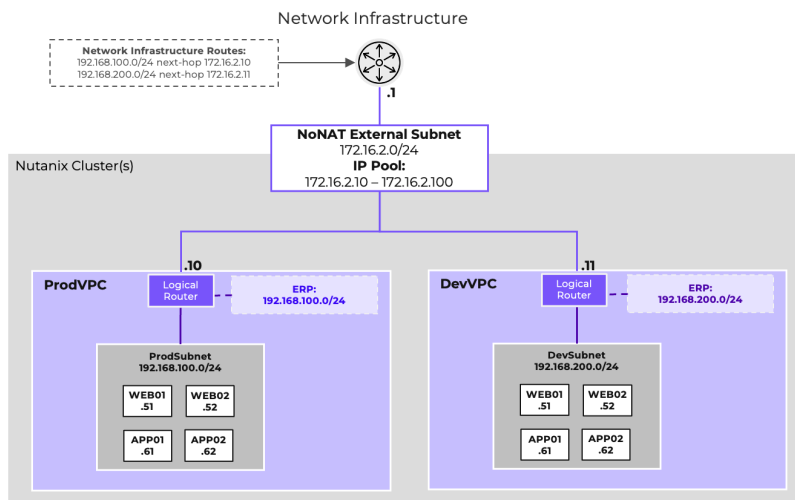 Network Infrastructure
Network Infrastructure Routes:
192.168.100.0/24 next-hop 172.16.2.10
192.168.200.0/24 next-hop 172.16.2.11
.1
NoNAT External Subnet
172.16.2.0/24
IP Pool:
172.16.2.10 – 172.16.2.100
Nutanix Cluster(s)
.10
ProdVPC
Logical
Router
ERP:
192.168.100.0/24
ProdSubnet
192.168.100.0/24
WEB01
.51
WEB02
.52
APP01
.61
APP02
.62
.11
DevVPC
Logical
Router
ERP:
192.168.200.0/24
DevSubnet
192.168.200.0/24
WEB01
.51
WEB02
.52
APP01
.61
APP02
.62